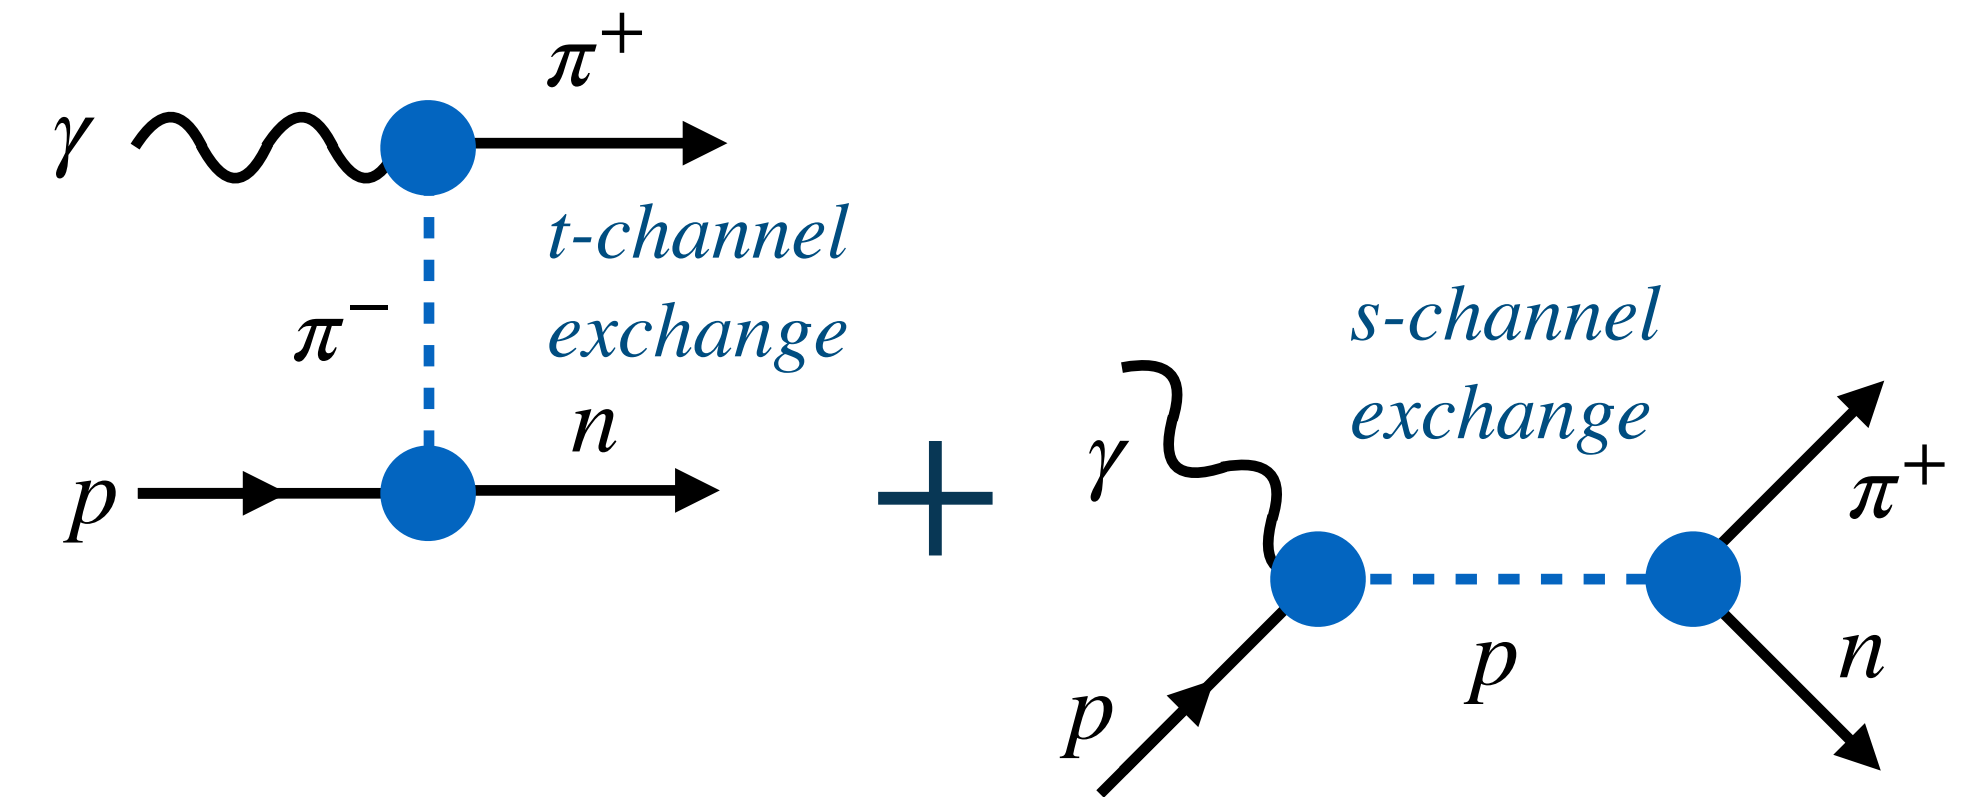 π⁺
γ
t-channel
exchange
π⁻
n
p
+
s-channel
exchange
γ
π⁺
p
n
p